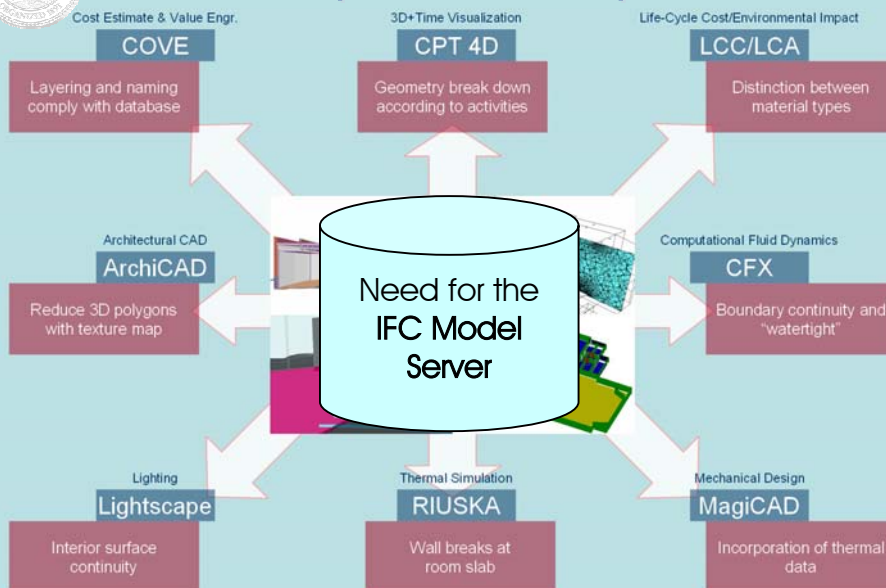 Cost Estimate & Value Engr.
COVE
Layering and naming
comply with database
3D+Time Visualization
CPT 4D
Geometry break down
according to activities
Life-Cycle Cost/Environmental Impact
LCC/LCA
Distinction between
material types
Architectural CAD
ArchiCAD
Reduce 3D polygons
with texture map
Need for the
IFC Model
Server
Computational Fluid Dynamics
CFX
Boundary continuity and
"watertight"
Lighting
Lightscape
Interior surface
continuity
Thermal Simulation
RIUSKA
Wall breaks at
room slab
Mechanical Design
MagiCAD
Incorporation of thermal
data